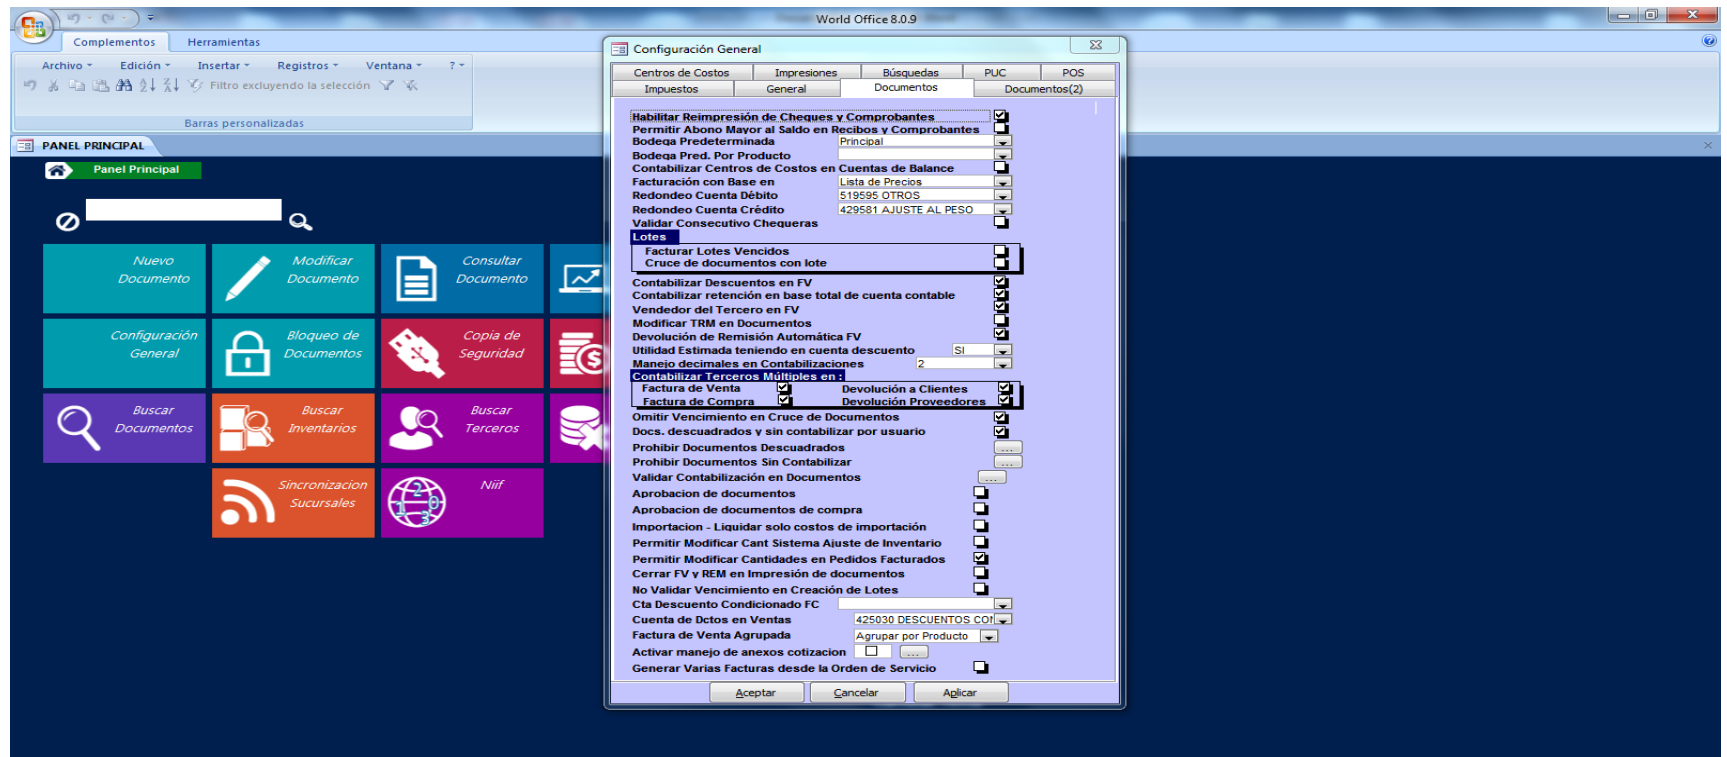 World Office 8.0.9
Complementos Herramientas
Archivo Edición Insertar Registros Ventana ?
Filtro excluyendo la selección
Barras personalizadas
PANEL PRINCIPAL
Panel Principal
Nuevo Documento
Modificar Documento
Consultar Documento
Configuración General
Bloqueo de Documentos
Copia de Seguridad
Buscar Documentos
Buscar Inventarios
Buscar Terceros
Sincronizacion Sucursales
Niif
Configuración General
Centros de Costos Impresiones Búsquedas PUC POS
Impuestos General Documentos Documentos(2)
Habilitar Reimpresión de Cheques y Comprobantes
Permitir Abono Mayor al Saldo en Recibos y Comprobantes
Bodega Predeterminada Principal
Bodega Pred. Por Producto
Contabilizar Centros de Costos en Cuentas de Balance
Facturación con Base en Lista de Precios
Redondeo Cuenta Débito 519595 OTROS
Redondeo Cuenta Crédito 429581 AJUSTE AL PESO
Validar Consecutivo Chequeras
Lotes
Facturar Lotes Vencidos
Cruce de documentos con lote
Contabilizar Descuentos en FV
Contabilizar retención en base total de cuenta contable
Vendedor del Tercero en FV
Modificar TRM en Documentos
Devolución de Remisión Automática FV
Utilidad Estimada teniendo en cuenta descuento SI
Manejo decimales en Contabilizaciones 2
Contabilizar Terceros Múltiples en :
Factura de Venta Devolución a Clientes
Factura de Compra Devolución Proveedores
Omitir Vencimiento en Cruce de Documentos
Docs. descuadrados y sin contabilizar por usuario
Prohibir Documentos Descuadrados ...
Prohibir Documentos Sin Contabilizar ...
Validar Contabilización en Documentos ...
Aprobacion de documentos
Aprobacion de documentos de compra
Importacion - Liquidar solo costos de importación
Permitir Modificar Cant Sistema Ajuste de Inventario
Permitir Modificar Cantidades en Pedidos Facturados
Cerrar FV y REM en Impresión de documentos
No Validar Vencimiento en Creación de Lotes
Cta Descuento Condicionado FC
Cuenta de Dctos en Ventas 425030 DESCUENTOS CON
Factura de Venta Agrupada Agrupar por Producto
Activar manejo de anexos cotizacion ...
Generar Varias Facturas desde la Orden de Servicio
Aceptar Cancelar Aplicar